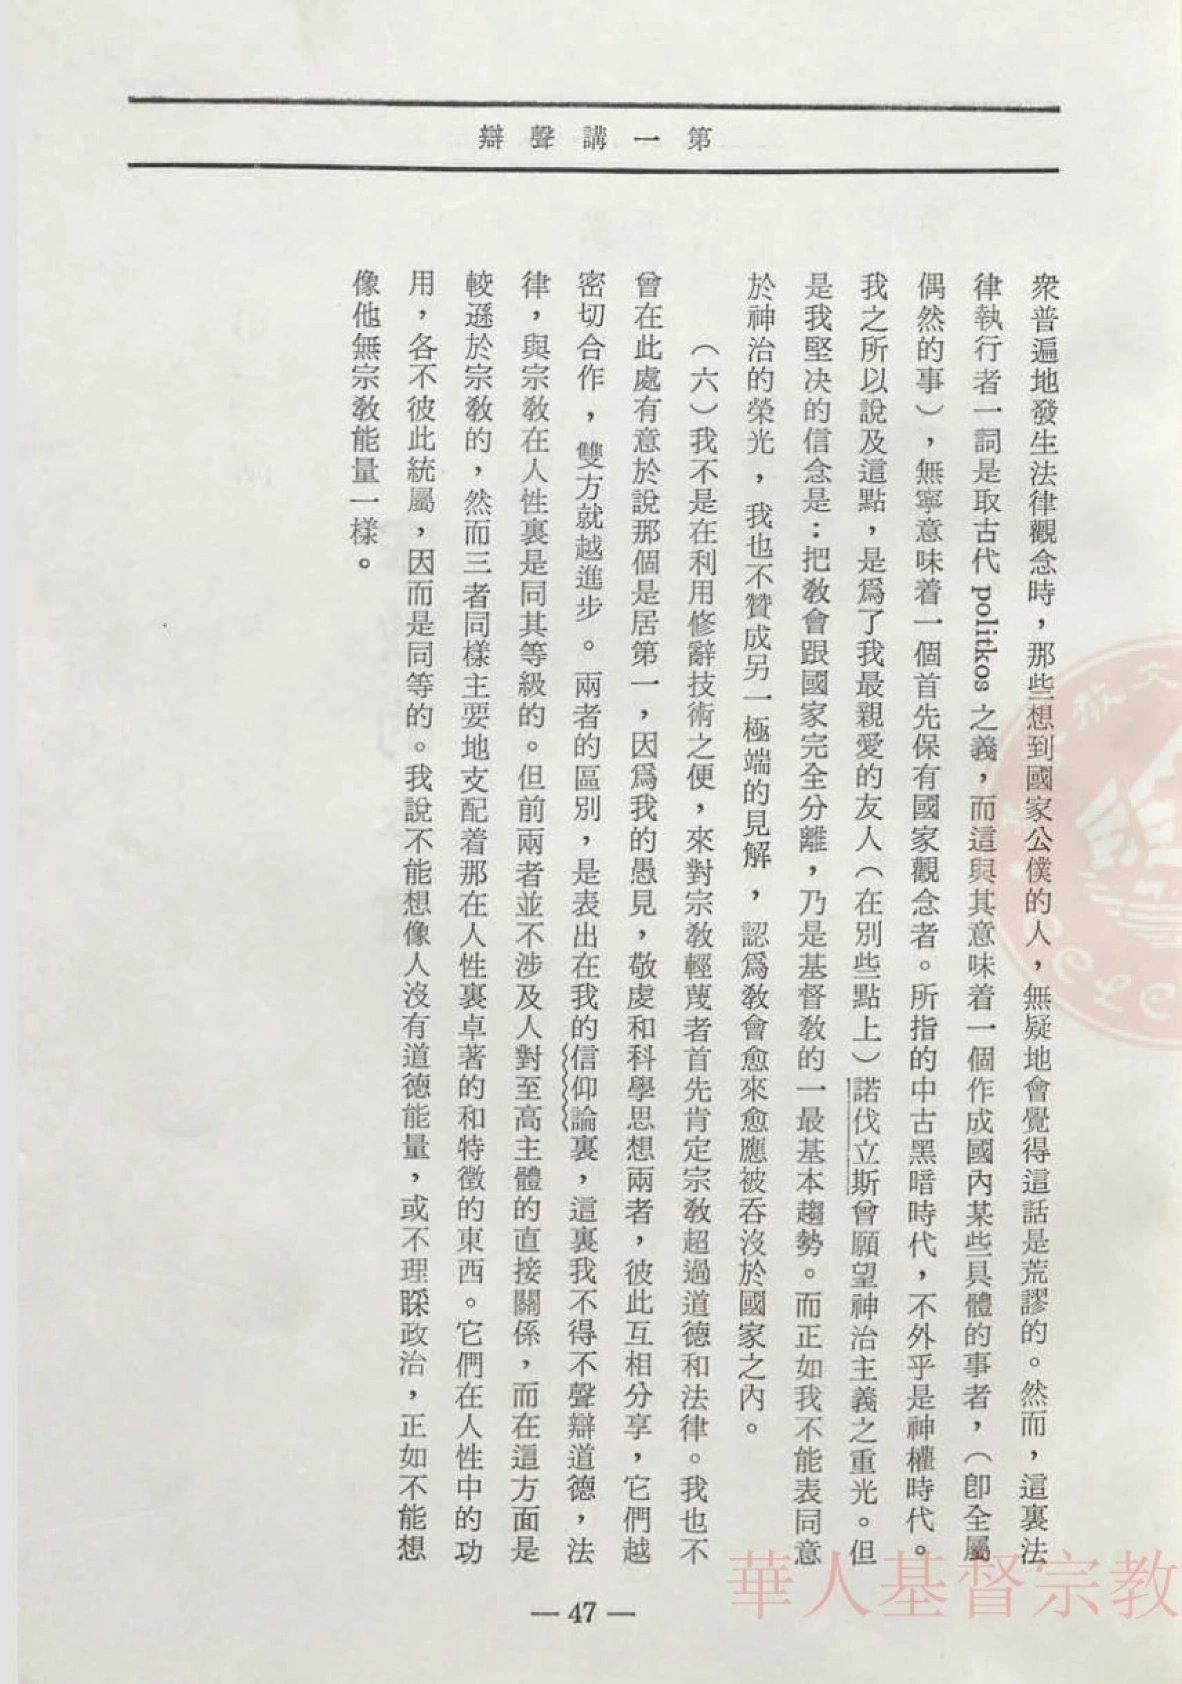 第一講聲辯
衆普遍地發生法律觀念時，那些想到國家公僕的人，無疑地會覺得這話是荒謬的。然而，這裏法
律執行者一詞是取古代 politkos 之義，而這與其意味着一個作成國內某些具體的事者，（卽全屬
偶然的事），無寧意味着一個首先保有國家觀念者。所指的中古黑暗時代，不外乎是神權時代。
我之所以說及這點，是爲了我最親愛的友人（在別些點上）諾伐立斯曾願望神治主義之重光。但
是我堅決的信念是：把教會跟國家完全分離，乃是基督教的一最基本趨勢。而正如我不能表同意
於神治的榮光，我也不贊成另一極端的見解，認爲教會愈來愈應被吞沒於國家之內。
（六）我不是在利用修辭技術之便，來對宗教輕蔑者首先肯定宗教超過道德和法律。我也不
曾在此處有意於說那個是居第一，因爲我的愚見，敬虔和科學思想兩者，彼此互相分享，它們越
密切合作，雙方就越進步。兩者的區別，是表出在我的信仰論裏，這裏我不得不聲辯道德，法
律，與宗教在人性裏是同其等級的。但前兩者並不涉及人對至高主體的直接關係，而在這方面是
較遜於宗教的，然而三者同樣主要地支配着那在人性裏卓著的和特徵的東西。它們在人性中的功
用，各不彼此統屬，因而是同等的。我說不能想像人沒有道德能量，或不理睬政治，正如不能想
像他無宗教能量一樣。
— 47 —
華人基督宗教